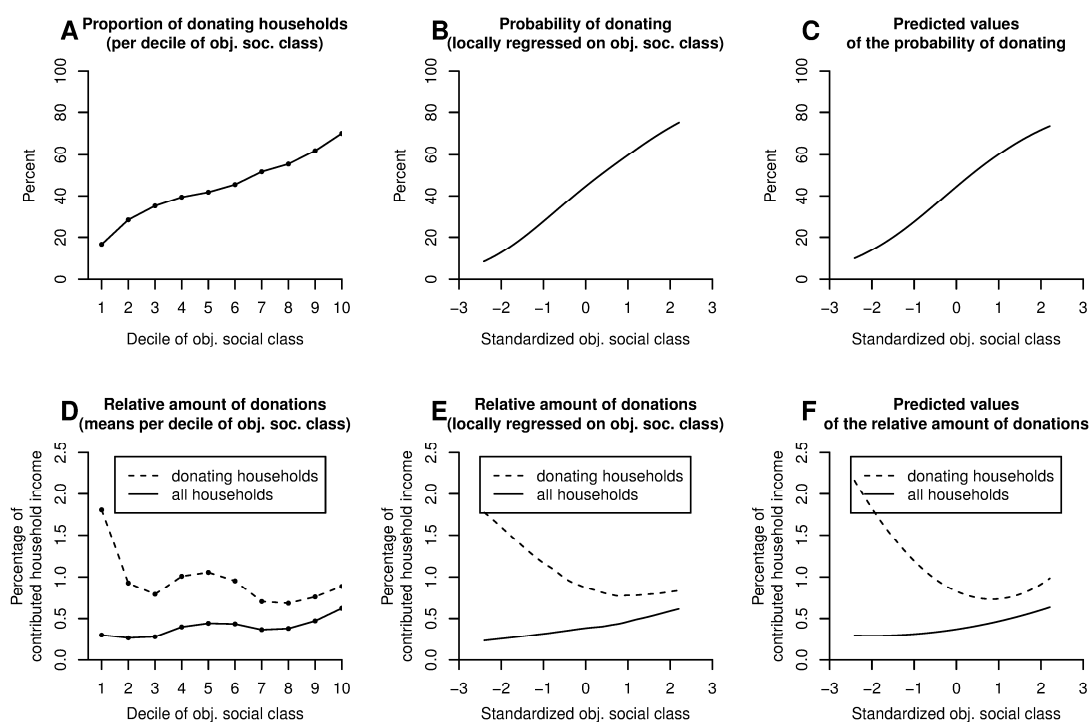 A Proportion of donating households
(per decile of obj. soc. class)
Percent
100
80
60
40
20
0
1 2 3 4 5 6 7 8 9 10
Decile of obj. social class
B Probability of donating
(locally regressed on obj. soc. class)
Percent
100
80
60
40
20
0
−3 −2 −1 0 1 2 3
Standardized obj. social class
C Predicted values
of the probability of donating
Percent
100
80
60
40
20
0
−3 −2 −1 0 1 2 3
Standardized obj. social class
D Relative amount of donations
(means per decile of obj. soc. class)
Percentage of
contributed household income
2.5
2.0
1.5
1.0
0.5
0.0
donating households
all households
1 2 3 4 5 6 7 8 9 10
Decile of obj. social class
E Relative amount of donations
(locally regressed on obj. soc. class)
Percentage of
contributed household income
2.5
2.0
1.5
1.0
0.5
0.0
donating households
all households
−3 −2 −1 0 1 2 3
Standardized obj. social class
F Predicted values
of the relative amount of donations
Percentage of
contributed household income
2.5
2.0
1.5
1.0
0.5
0.0
donating households
all households
−3 −2 −1 0 1 2 3
Standardized obj. social class